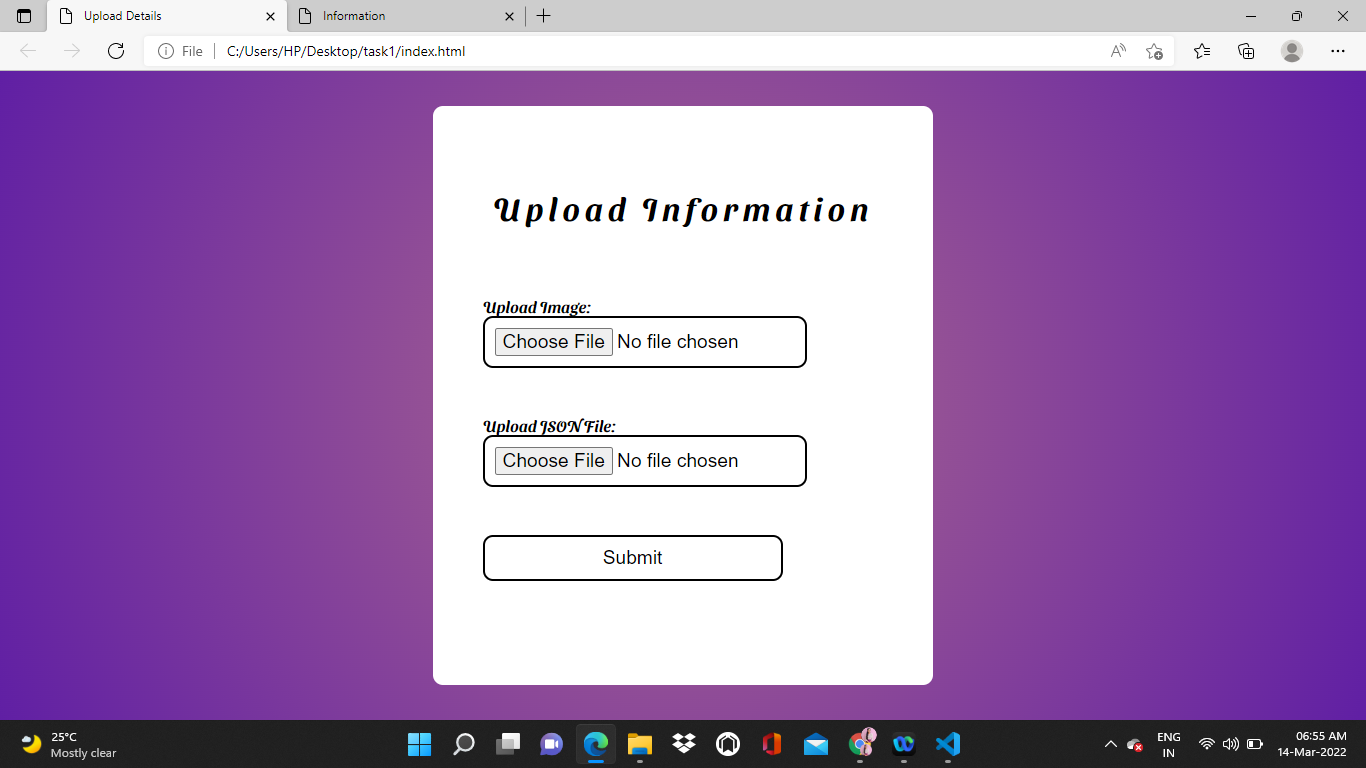 Upload Details
Information
File
C:/Users/HP/Desktop/task1/index.html
Upload Information
Upload Image:
Choose File No file chosen
Upload JSON File:
Choose File No file chosen
Submit
25°C
Mostly clear
ENG
IN
06:55 AM
14-Mar-2022